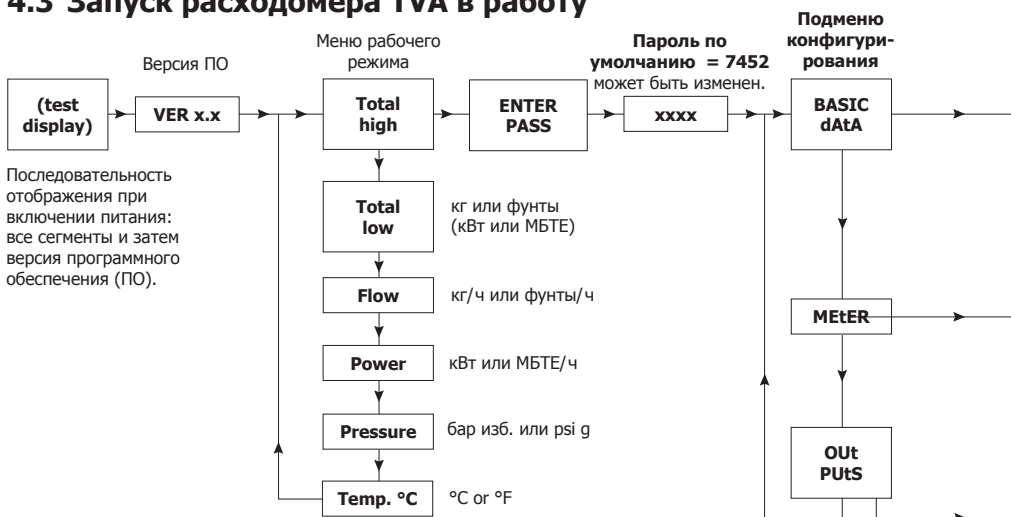 4.3 Запуск расходомера TVA в работу
Версия ПО
(test
display)
VER x.x
Последовательность
отображения при
включении питания:
все сегменты и затем
версия программного
обеспечения (ПО).
Меню рабочего
режима
Total
high
Total
low
кг или фунты
(кВт или МБТЕ)
Flow
кг/ч или фунты/ч
Power
кВт или МБТЕ/ч
Pressure
бар изб. или psi g
Temp. °C
°C or °F
ENTER
PASS
Пароль по
умолчанию = 7452
может быть изменен.
xxxx
Подменю
конфигури-
рования
BASIC
dAtA
MEtER
OUt
PUtS